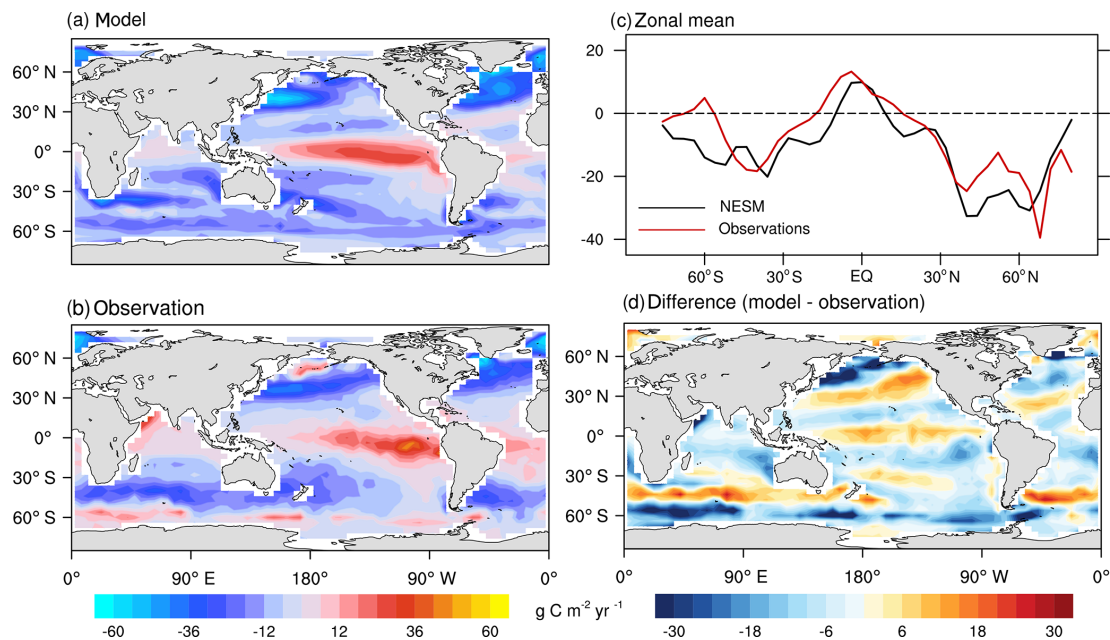 (a) Model
60° N
30° N
0°
30° S
60° S
(b) Observation
60° N
30° N
0°
30° S
60° S
0°
90° E
180°
90° W
0°
-60
-36
-12
12
36
60
g C m⁻² yr⁻¹
(c) Zonal mean
20
0
-20
-40
NESM
Observations
60°S
30°S
EQ
30°N
60°N
(d) Difference (model - observation)
60° N
30° N
0°
30° S
60° S
0°
90° E
180°
90° W
0°
-30
-18
-6
6
18
30